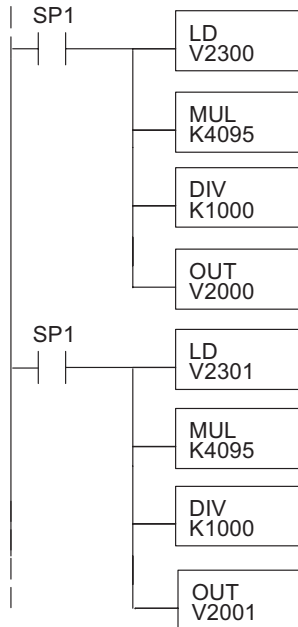 SP1
LD
V2300
MUL
K4095
DIV
K1000
OUT
V2000
SP1
LD
V2301
MUL
K4095
DIV
K1000
OUT
V2001